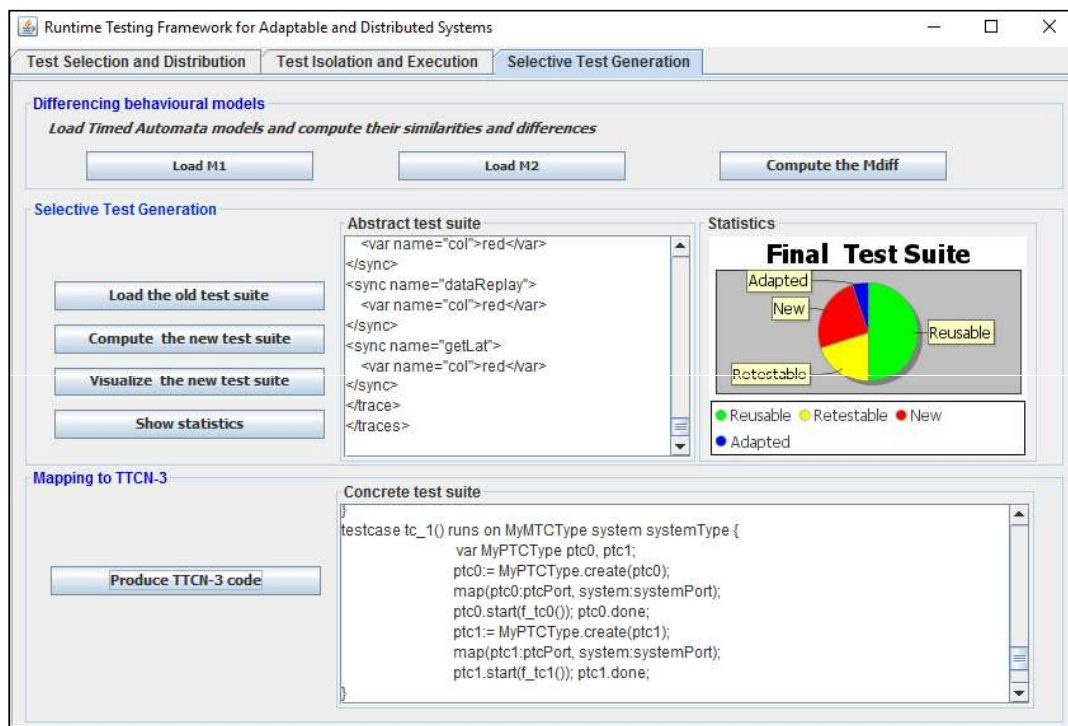 Runtime Testing Framework for Adaptable and Distributed Systems
Test Selection and Distribution
Test Isolation and Execution
Selective Test Generation
Differencing behavioural models
Load Timed Automata models and compute their similarities and differences
Load M1
Load M2
Compute the Mdiff
Selective Test Generation
Load the old test suite
Compute the new test suite
Visualize the new test suite
Show statistics
Abstract test suite
<var name="col">red</var>
</sync>
<sync name="dataReplay">
<var name="col">red</var>
</sync>
<sync name="getLat">
<var name="col">red</var>
</sync>
</trace>
</traces>
Statistics
Final Test Suite
Adapted
New
Reusable
Retestable
Reusable Retestable New
Adapted
Mapping to TTCN-3
Produce TTCN-3 code
Concrete test suite
}
testcase tc_1() runs on MyMTCType system systemType {
var MyPTCType ptc0, ptc1;
ptc0:= MyPTCType.create(ptc0);
map(ptc0:ptcPort, system:systemPort);
ptc0.start(f_tc0()); ptc0.done;
ptc1:= MyPTCType.create(ptc1);
map(ptc1:ptcPort, system:systemPort);
ptc1.start(f_tc1()); ptc1.done;
}